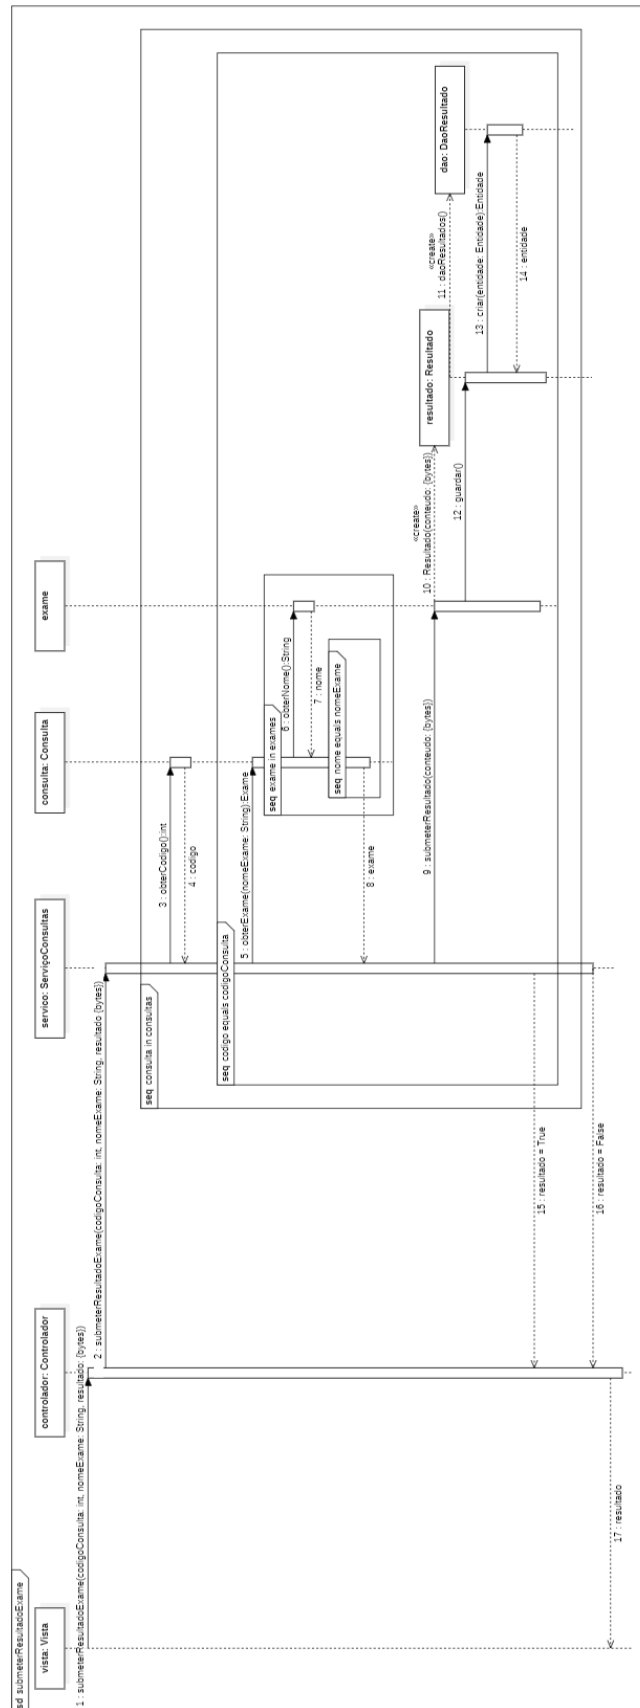 sd submeterResultadoExame
vista: Vista
controlador: Controlador
servico: ServiçoConsultas
consulta: Consulta
exame
1 : submeterResultadoExame(codigoConsulta: int, nomeExame: String, resultado: {bytes})
2 : submeterResultadoExame(codigoConsulta: int, nomeExame: String, resultado {bytes})
seq consulta in consultas
3 : obterCodigo():int
4 : codigo
seq codigo equals codigoConsulta
5 : obterExame(nomeExame: String):Exame
seq exame in exames
6 : obterNome():String
7 : nome
seq nome equals nomeExame
8 : exame
9 : submeterResultado(conteudo: {bytes})
«create»
10 : Resultado(conteudo: {bytes})
resultado: Resultado
«create»
11 : daoResultados()
dao: DaoResultado
12 : guardar()
13 : criar(entidade: Entidade):Entidade
14 : entidade
15 : resultado = True
16 : resultado = False
17 : resultado